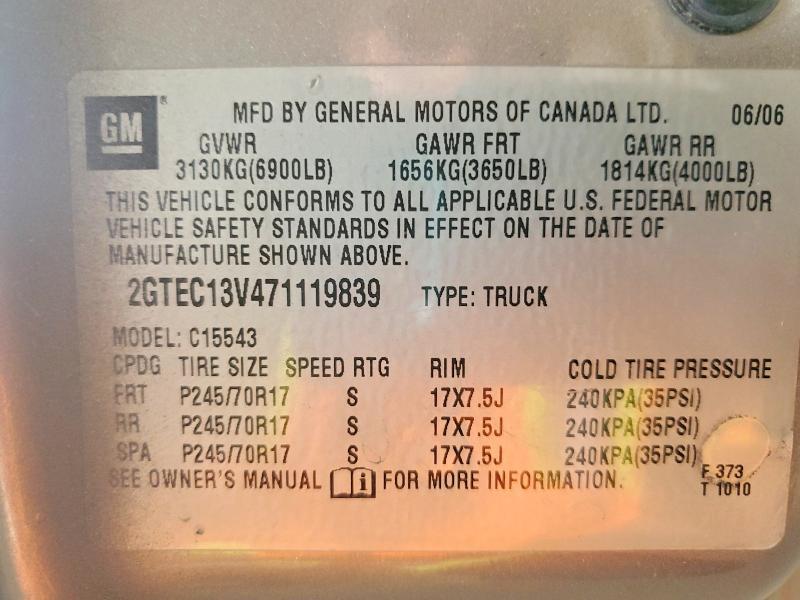 GM®
MFD BY GENERAL MOTORS OF CANADA LTD. 06/06
GVWR GAWR FRT GAWR RR
3130KG(6900LB) 1656KG(3650LB) 1814KG(4000LB)
THIS VEHICLE CONFORMS TO ALL APPLICABLE U.S. FEDERAL MOTOR
VEHICLE SAFETY STANDARDS IN EFFECT ON THE DATE OF
MANUFACTURE SHOWN ABOVE.
2GTEC13V471119839 TYPE: TRUCK
MODEL: C15543
CPDG TIRE SIZE SPEED RTG RIM COLD TIRE PRESSURE
FRT P245/70R17 S 17X7.5J 240KPA(35PSI)
RR P245/70R17 S 17X7.5J 240KPA(35PSI)
SPA P245/70R17 S 17X7.5J 240KPA(35PSI)
SEE OWNER'S MANUAL i FOR MORE INFORMATION.
F 373
T 1010